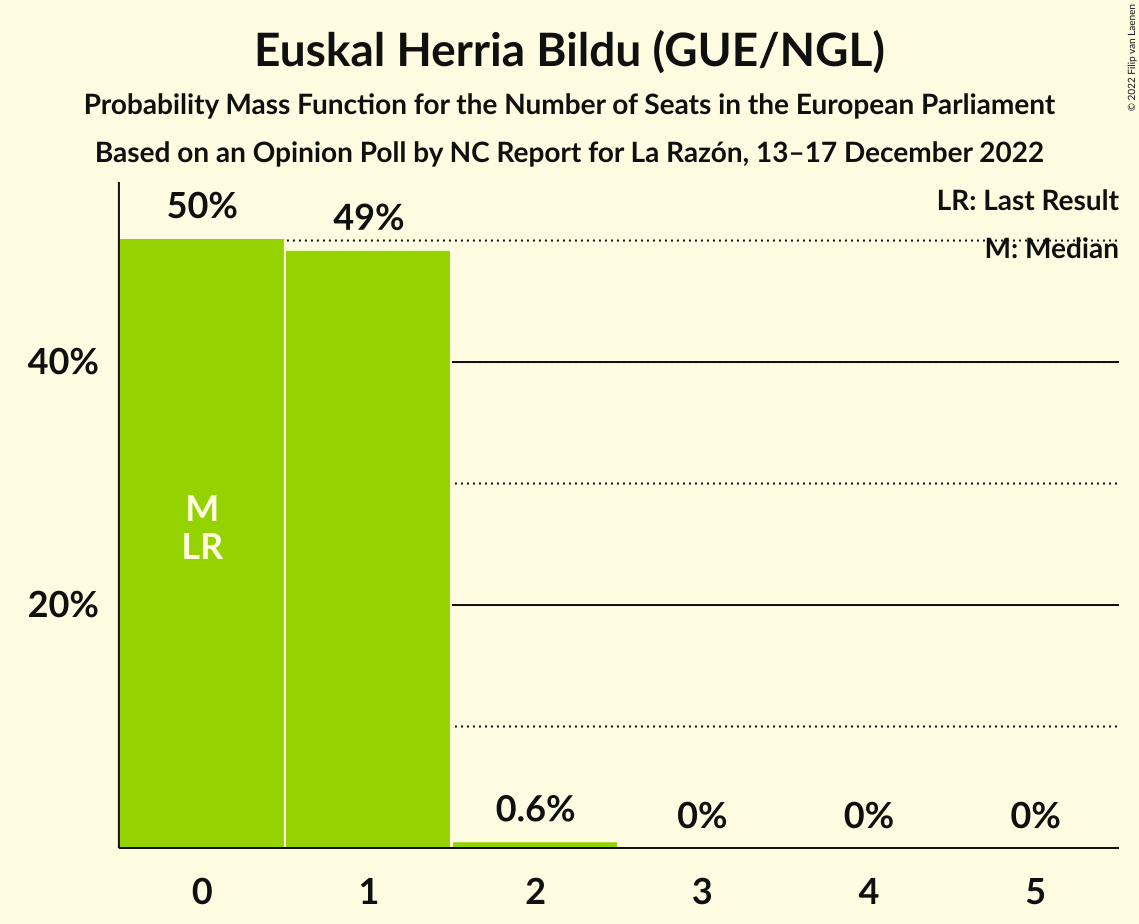 Euskal Herria Bildu (GUE/NGL)
Probability Mass Function for the Number of Seats in the European Parliament
Based on an Opinion Poll by NC Report for La Razón, 13–17 December 2022
© 2022 Filip van Laenen
LR: Last Result
M: Median
50%
49%
40%
M
LR
20%
0.6%
0%
0%
0%
0
1
2
3
4
5